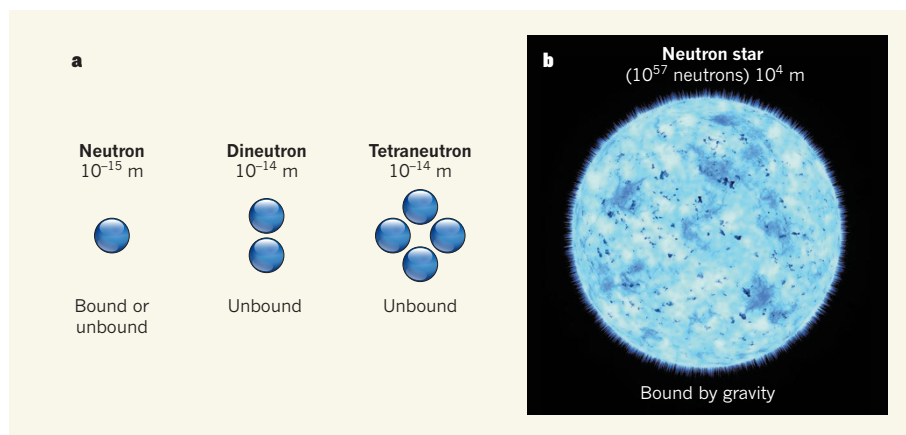 a
Neutron
10⁻¹⁵ m
Bound or
unbound
Dineutron
10⁻¹⁴ m
Unbound
Tetraneutron
10⁻¹⁴ m
Unbound
b
Neutron star
(10⁵⁷ neutrons) 10⁴ m
Bound by gravity